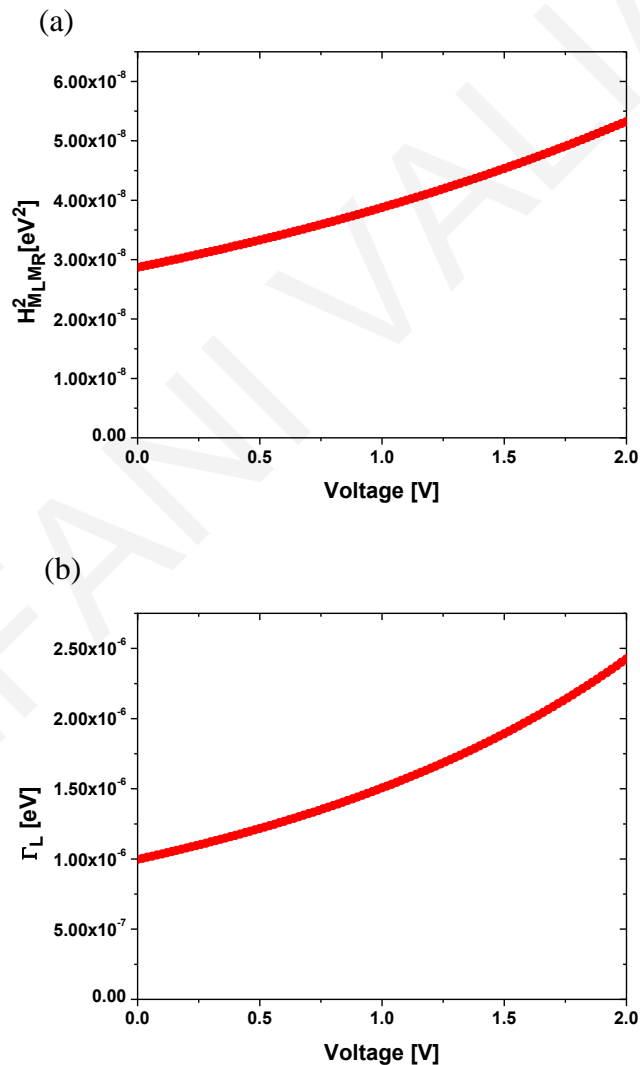 (a)
6.00x10-8
5.00x10-8
4.00x10-8
3.00x10-8
2.00x10-8
1.00x10-8
0.00
H²MLMR[eV²]
0.0 0.5 1.0 1.5 2.0
Voltage [V]
(b)
2.50x10-6
2.00x10-6
1.50x10-6
1.00x10-6
5.00x10-7
0.00
ΓL [eV]
0.0 0.5 1.0 1.5 2.0
Voltage [V]
FANI VALI